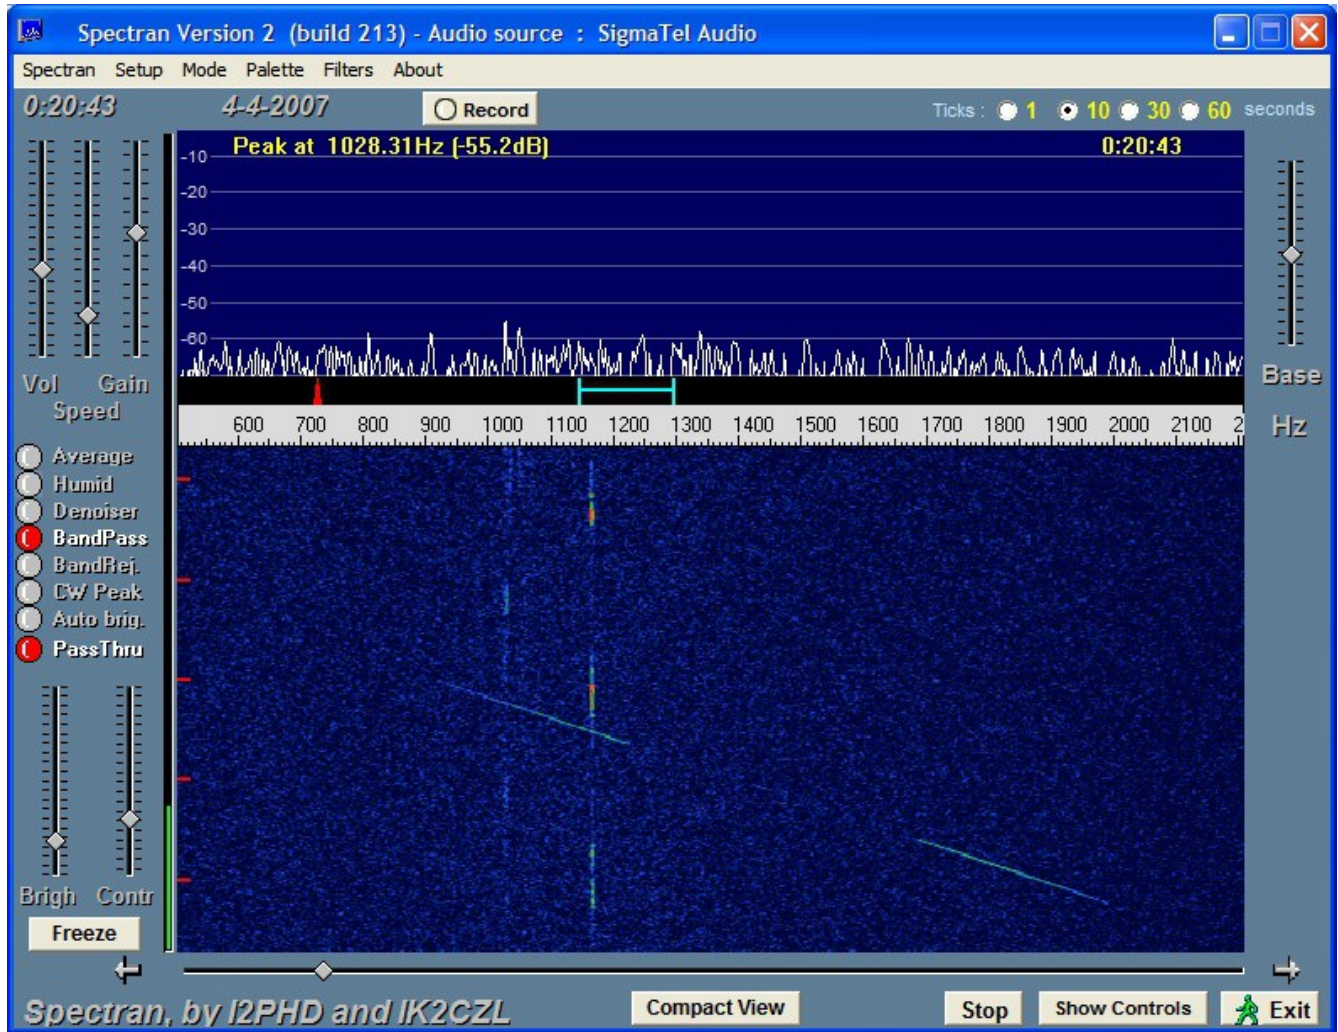 Spectran Version 2 (build 213) - Audio source : SigmaTel Audio
Spectran Setup Mode Palette Filters About
0:20:43 4-4-2007 Record Ticks : 1 10 30 60 seconds
Peak at 1028.31Hz (-55.2dB) 0:20:43
-10
-20
-30
-40
-50
-60
Vol Gain
Speed
Base
600 700 800 900 1000 1100 1200 1300 1400 1500 1600 1700 1800 1900 2000 2100 2
Hz
Average
Humid
Denoiser
BandPass
BandRej.
CW Peak
Auto brig.
PassThru
Brigh Contr
Freeze
Spectran, by I2PHD and IK2CZL
Compact View Stop Show Controls Exit